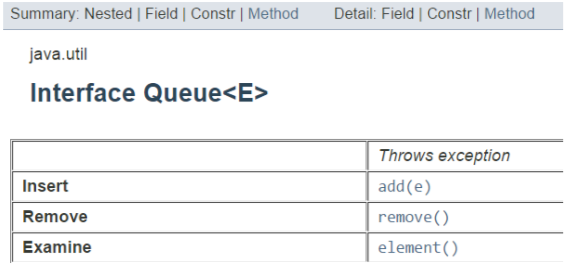 Summary: Nested | Field | Constr | Method Detail: Field | Constr | Method
java.util
Interface Queue<E>
Throws exception
Insert add(e)
Remove remove()
Examine element()